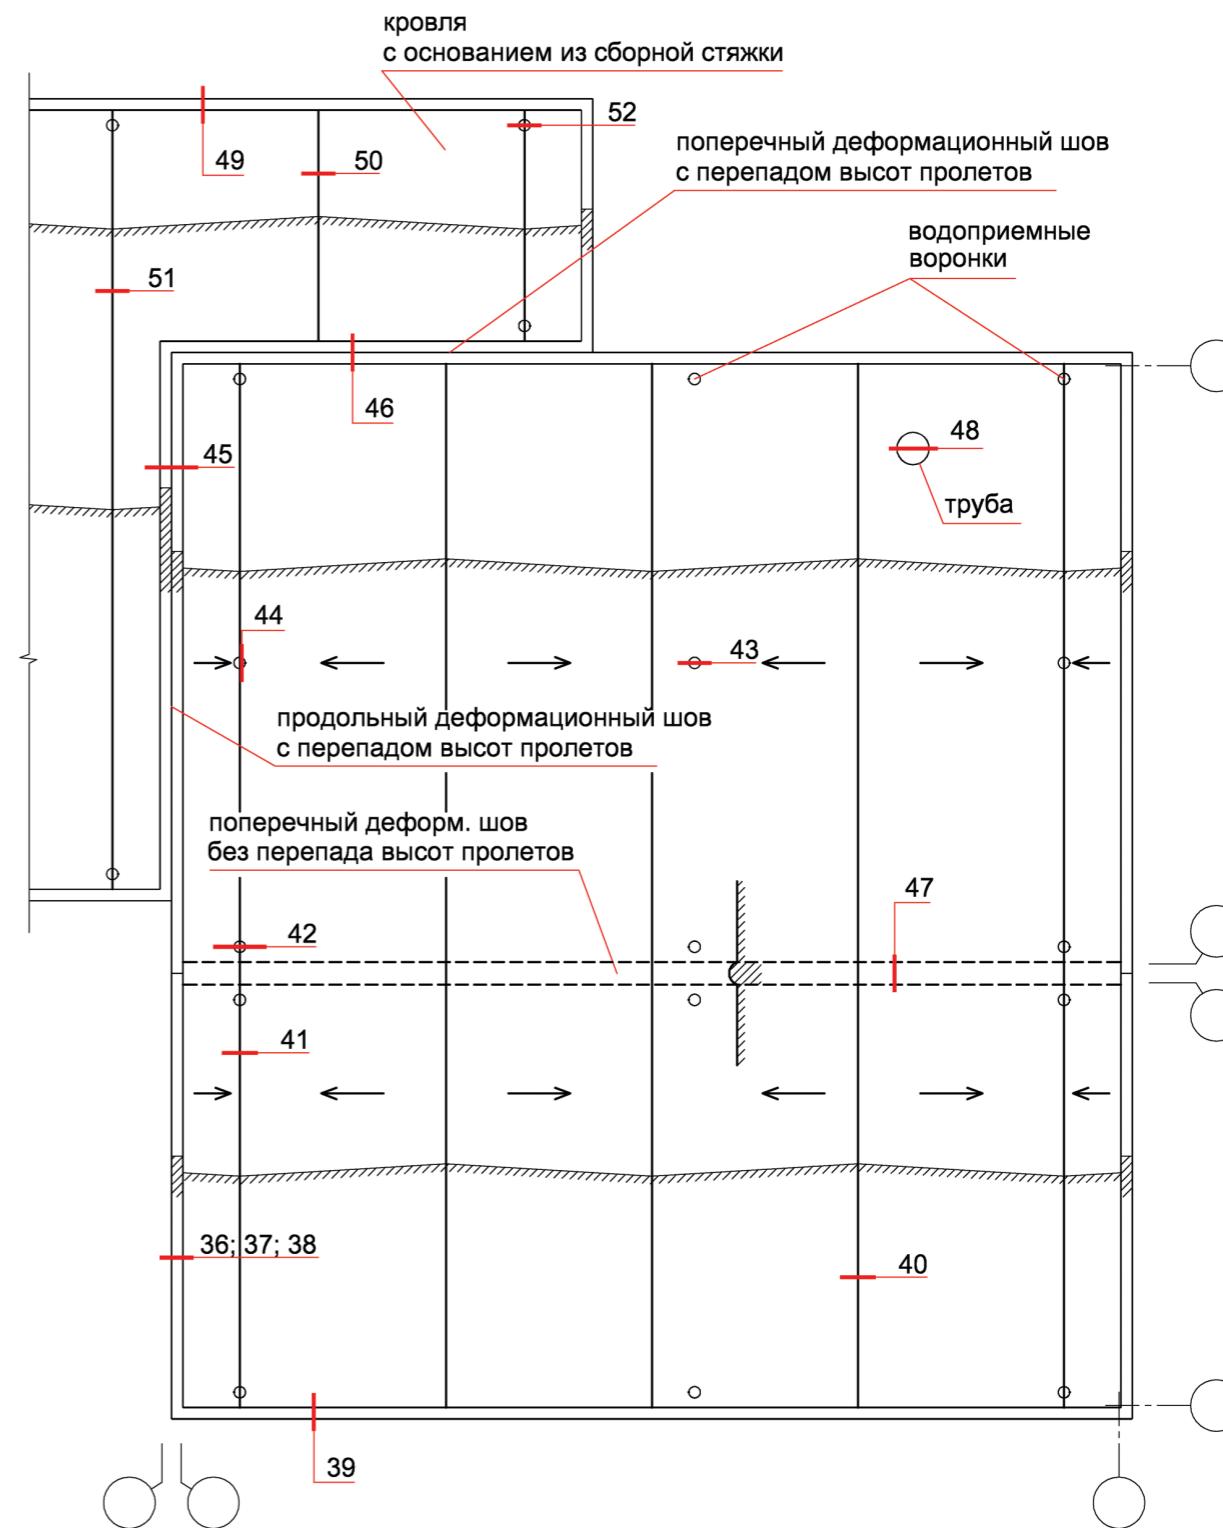 кровля
с основанием из сборной стяжки
52
поперечный деформационный шов
с перепадом высот пролетов
49
50
водоприемные
воронки
51
46
48
45
труба
44
43
продольный деформационный шов
с перепадом высот пролетов
поперечный деформ. шов
без перепада высот пролетов
47
42
41
36; 37; 38
40
39